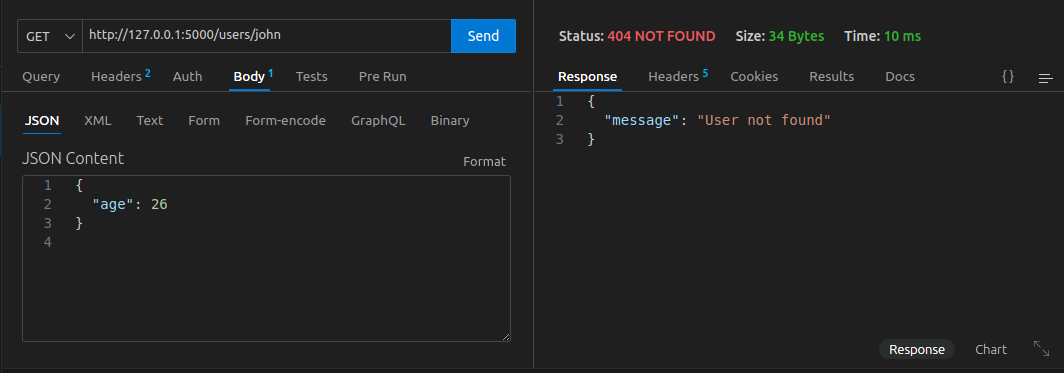 GET http://127.0.0.1:5000/users/john Send
Query Headers 2 Auth Body 1 Tests Pre Run
JSON XML Text Form Form-encode GraphQL Binary
JSON Content Format
1 {
2 "age": 26
3 }
4
Status: 404 NOT FOUND Size: 34 Bytes Time: 10 ms
Response Headers 5 Cookies Results Docs {}
1 {
2 "message": "User not found"
3 }
Response Chart